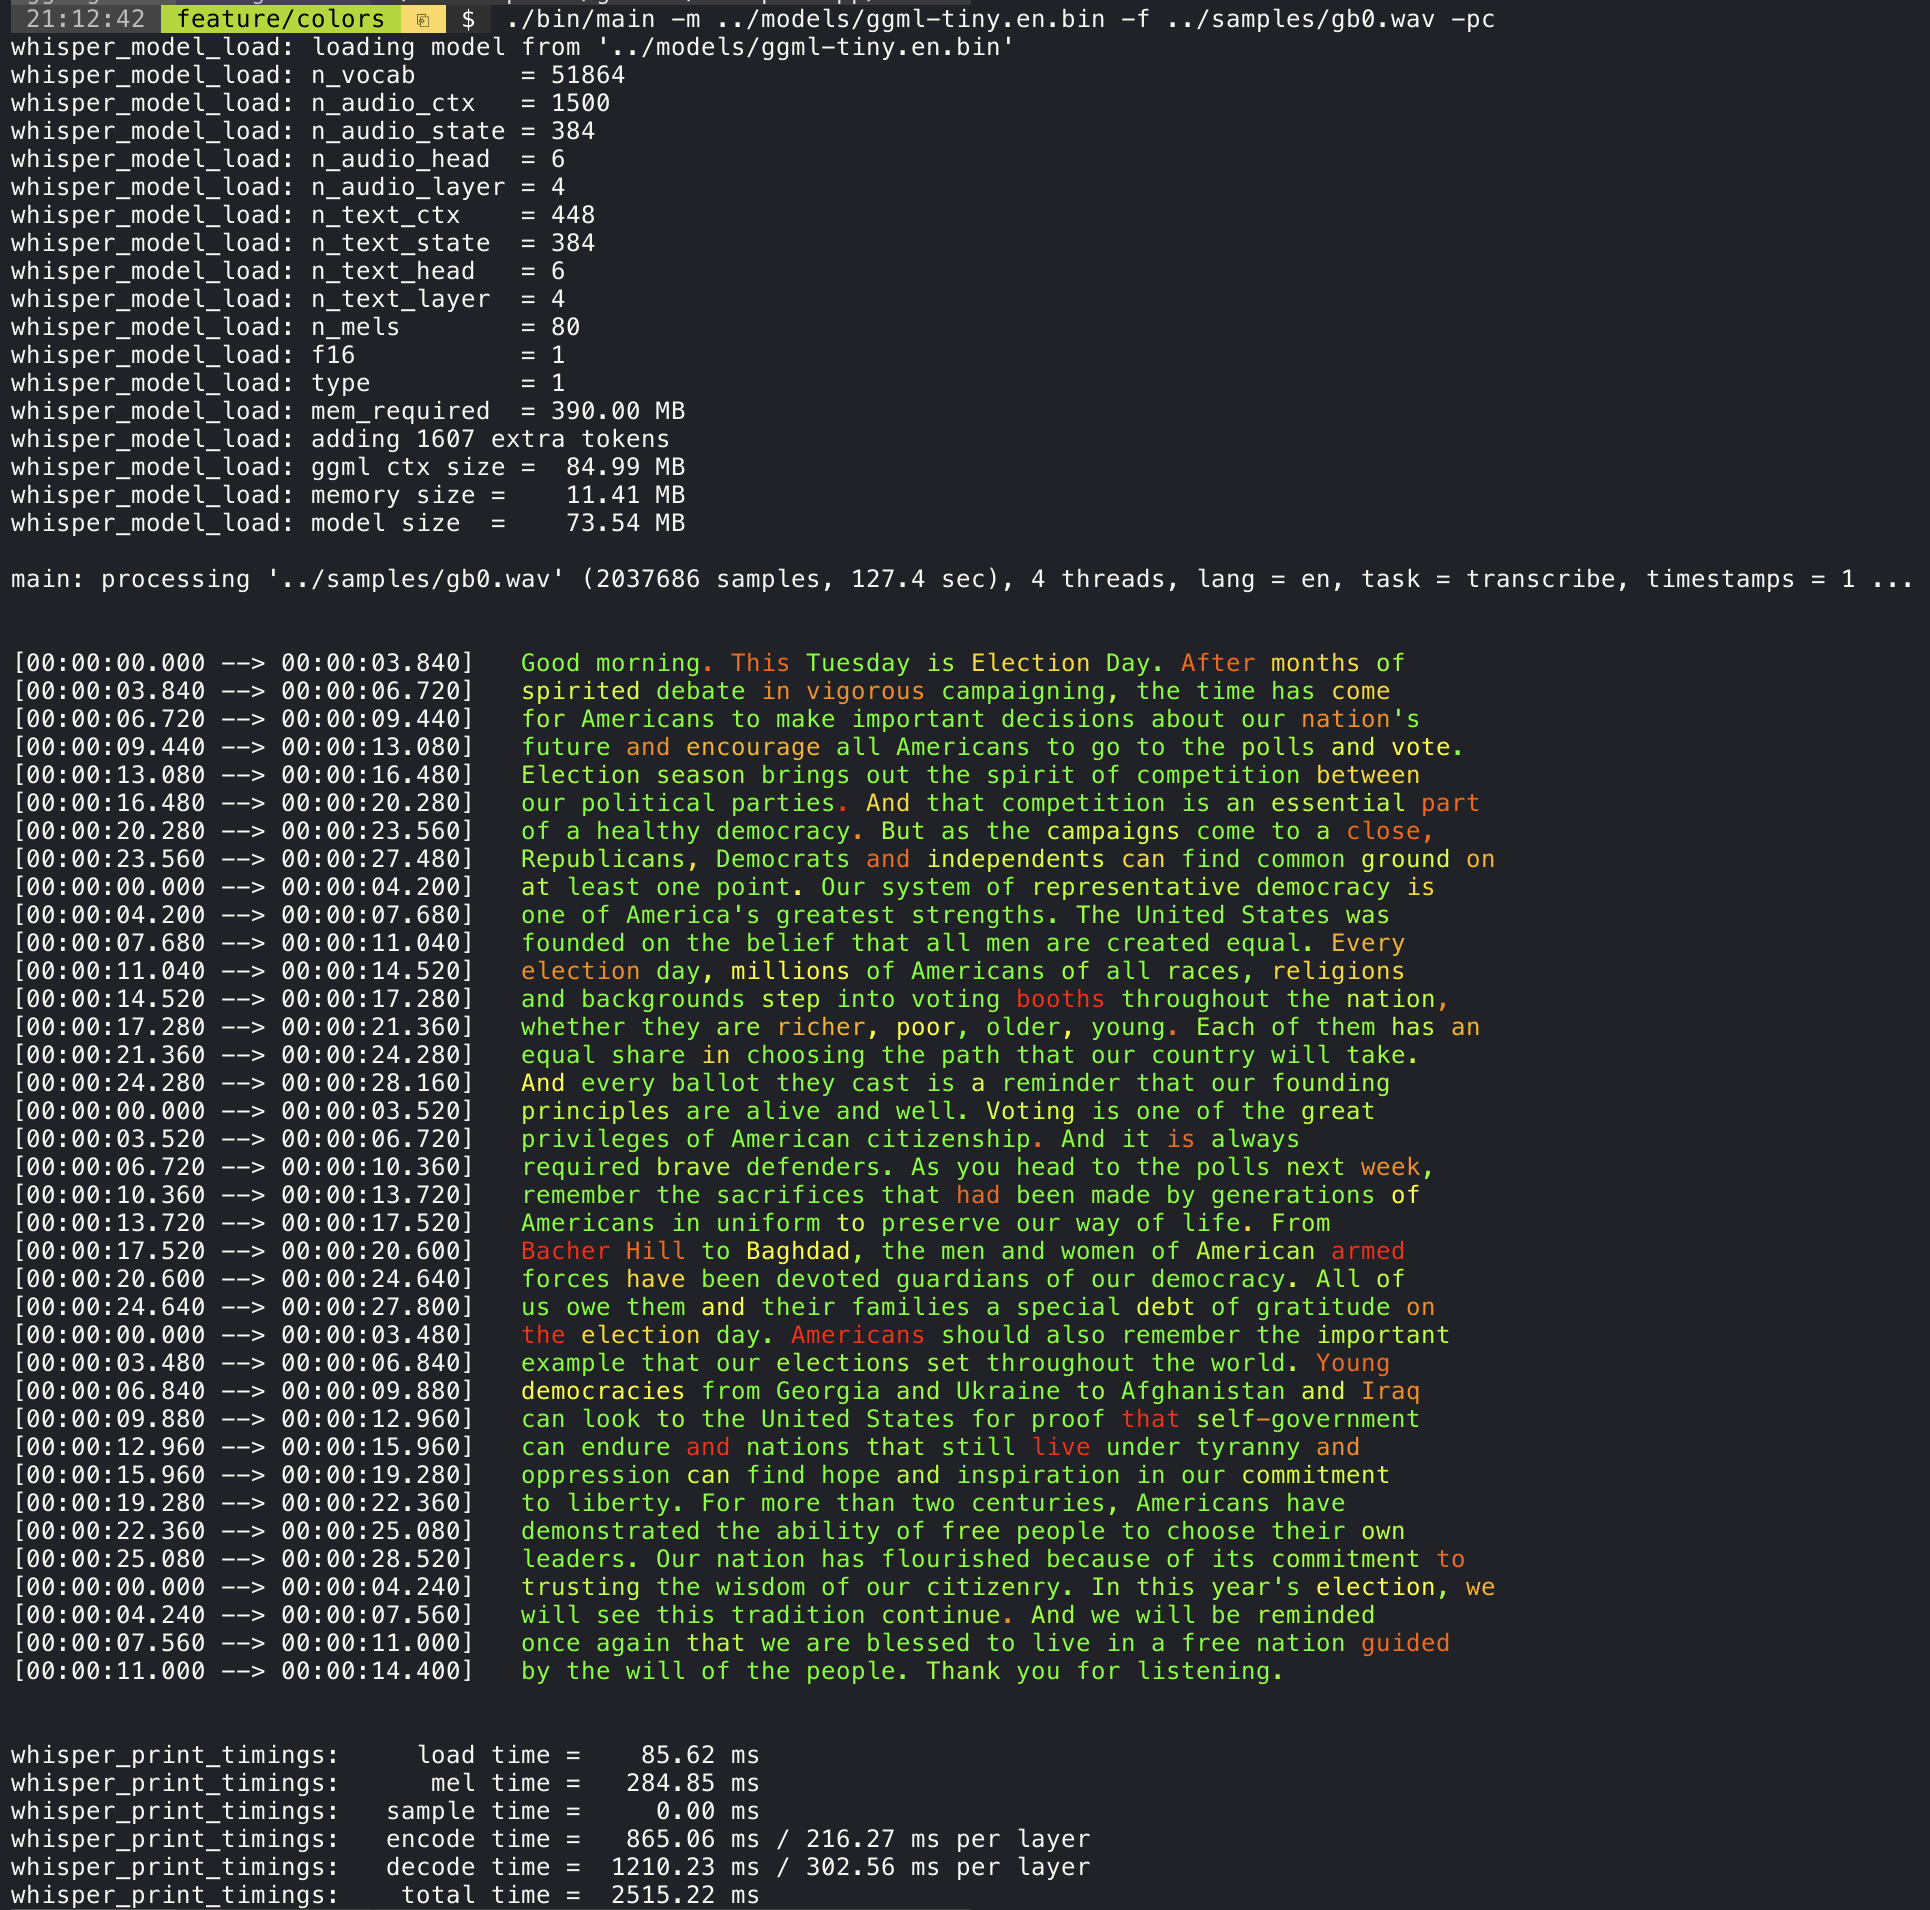 21:12:42 feature/colors $ ./bin/main -m ../models/ggml-tiny.en.bin -f ../samples/gb0.wav -pc
whisper_model_load: loading model from '../models/ggml-tiny.en.bin'
whisper_model_load: n_vocab       = 51864
whisper_model_load: n_audio_ctx   = 1500
whisper_model_load: n_audio_state = 384
whisper_model_load: n_audio_head  = 6
whisper_model_load: n_audio_layer = 4
whisper_model_load: n_text_ctx    = 448
whisper_model_load: n_text_state  = 384
whisper_model_load: n_text_head   = 6
whisper_model_load: n_text_layer  = 4
whisper_model_load: n_mels        = 80
whisper_model_load: f16           = 1
whisper_model_load: type          = 1
whisper_model_load: mem_required  = 390.00 MB
whisper_model_load: adding 1607 extra tokens
whisper_model_load: ggml ctx size =  84.99 MB
whisper_model_load: memory size =    11.41 MB
whisper_model_load: model size  =    73.54 MB
main: processing '../samples/gb0.wav' (2037686 samples, 127.4 sec), 4 threads, lang = en, task = transcribe, timestamps = 1 ...
[00:00:00.000 --> 00:00:03.840]   Good morning. This Tuesday is Election Day. After months of
[00:00:03.840 --> 00:00:06.720]   spirited debate in vigorous campaigning, the time has come
[00:00:06.720 --> 00:00:09.440]   for Americans to make important decisions about our nation's
[00:00:09.440 --> 00:00:13.080]   future and encourage all Americans to go to the polls and vote.
[00:00:13.080 --> 00:00:16.480]   Election season brings out the spirit of competition between
[00:00:16.480 --> 00:00:20.280]   our political parties. And that competition is an essential part
[00:00:20.280 --> 00:00:23.560]   of a healthy democracy. But as the campaigns come to a close,
[00:00:23.560 --> 00:00:27.480]   Republicans, Democrats and independents can find common ground on
[00:00:00.000 --> 00:00:04.200]   at least one point. Our system of representative democracy is
[00:00:04.200 --> 00:00:07.680]   one of America's greatest strengths. The United States was
[00:00:07.680 --> 00:00:11.040]   founded on the belief that all men are created equal. Every
[00:00:11.040 --> 00:00:14.520]   election day, millions of Americans of all races, religions
[00:00:14.520 --> 00:00:17.280]   and backgrounds step into voting booths throughout the nation,
[00:00:17.280 --> 00:00:21.360]   whether they are richer, poor, older, young. Each of them has an
[00:00:21.360 --> 00:00:24.280]   equal share in choosing the path that our country will take.
[00:00:24.280 --> 00:00:28.160]   And every ballot they cast is a reminder that our founding
[00:00:00.000 --> 00:00:03.520]   principles are alive and well. Voting is one of the great
[00:00:03.520 --> 00:00:06.720]   privileges of American citizenship. And it is always
[00:00:06.720 --> 00:00:10.360]   required brave defenders. As you head to the polls next week,
[00:00:10.360 --> 00:00:13.720]   remember the sacrifices that had been made by generations of
[00:00:13.720 --> 00:00:17.520]   Americans in uniform to preserve our way of life. From
[00:00:17.520 --> 00:00:20.600]   Bacher Hill to Baghdad, the men and women of American armed
[00:00:20.600 --> 00:00:24.640]   forces have been devoted guardians of our democracy. All of
[00:00:24.640 --> 00:00:27.800]   us owe them and their families a special debt of gratitude on
[00:00:00.000 --> 00:00:03.480]   the election day. Americans should also remember the important
[00:00:03.480 --> 00:00:06.840]   example that our elections set throughout the world. Young
[00:00:06.840 --> 00:00:09.880]   democracies from Georgia and Ukraine to Afghanistan and Iraq
[00:00:09.880 --> 00:00:12.960]   can look to the United States for proof that self-government
[00:00:12.960 --> 00:00:15.960]   can endure and nations that still live under tyranny and
[00:00:15.960 --> 00:00:19.280]   oppression can find hope and inspiration in our commitment
[00:00:19.280 --> 00:00:22.360]   to liberty. For more than two centuries, Americans have
[00:00:22.360 --> 00:00:25.080]   demonstrated the ability of free people to choose their own
[00:00:25.080 --> 00:00:28.520]   leaders. Our nation has flourished because of its commitment to
[00:00:00.000 --> 00:00:04.240]   trusting the wisdom of our citizenry. In this year's election, we
[00:00:04.240 --> 00:00:07.560]   will see this tradition continue. And we will be reminded
[00:00:07.560 --> 00:00:11.000]   once again that we are blessed to live in a free nation guided
[00:00:11.000 --> 00:00:14.400]   by the will of the people. Thank you for listening.
whisper_print_timings:     load time =    85.62 ms
whisper_print_timings:      mel time =   284.85 ms
whisper_print_timings:   sample time =     0.00 ms
whisper_print_timings:   encode time =   865.06 ms / 216.27 ms per layer
whisper_print_timings:   decode time =  1210.23 ms / 302.56 ms per layer
whisper_print_timings:    total time =  2515.22 ms